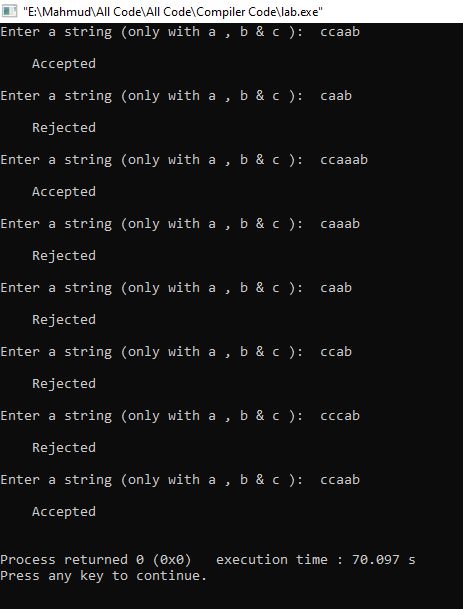 "E:\Mahmud\All Code\All Code\Compiler Code\lab.exe"
Enter a string (only with a , b & c ):  ccaab
Accepted
Enter a string (only with a , b & c ):  caab
Rejected
Enter a string (only with a , b & c ):  ccaaab
Accepted
Enter a string (only with a , b & c ):  caaab
Rejected
Enter a string (only with a , b & c ):  caab
Rejected
Enter a string (only with a , b & c ):  ccab
Rejected
Enter a string (only with a , b & c ):  cccab
Rejected
Enter a string (only with a , b & c ):  ccaab
Accepted
Process returned 0 (0x0)   execution time : 70.097 s
Press any key to continue.